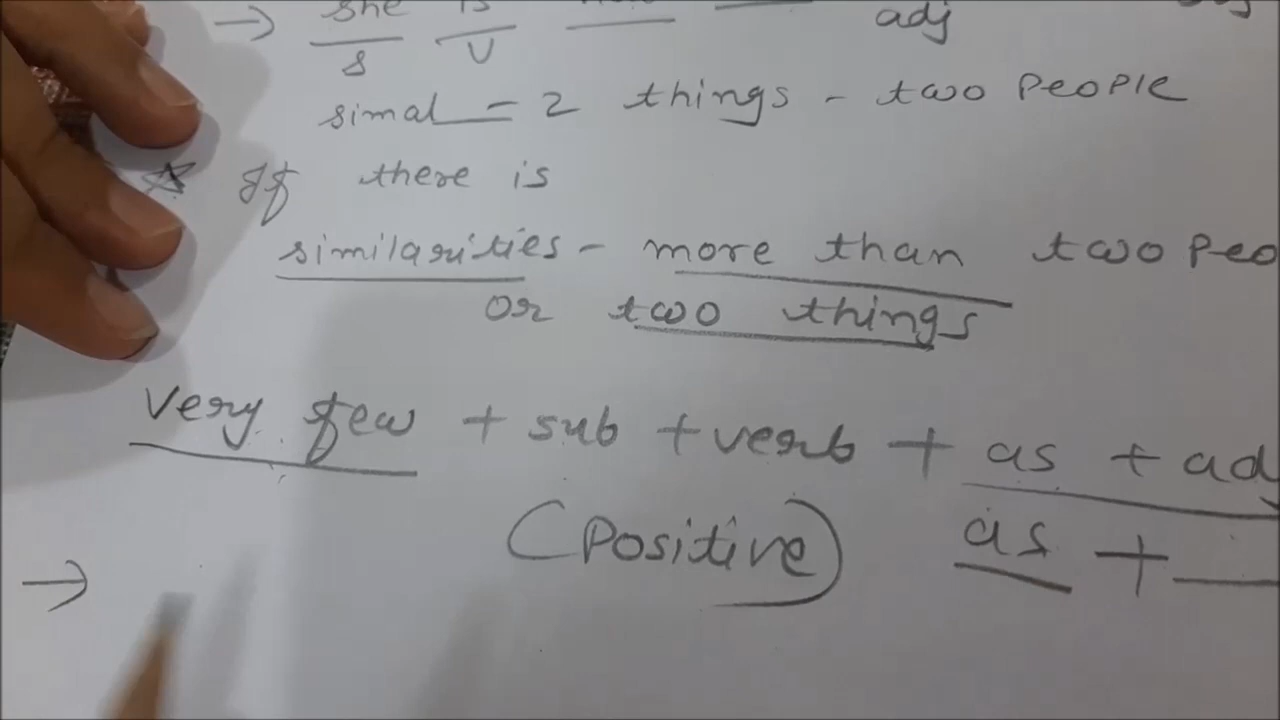 → she is adj
s v
simal = 2 things - two people
If there is
similarities - more than two peo
or two things
very few + sub + verb + as + adj
(positive) as +
→